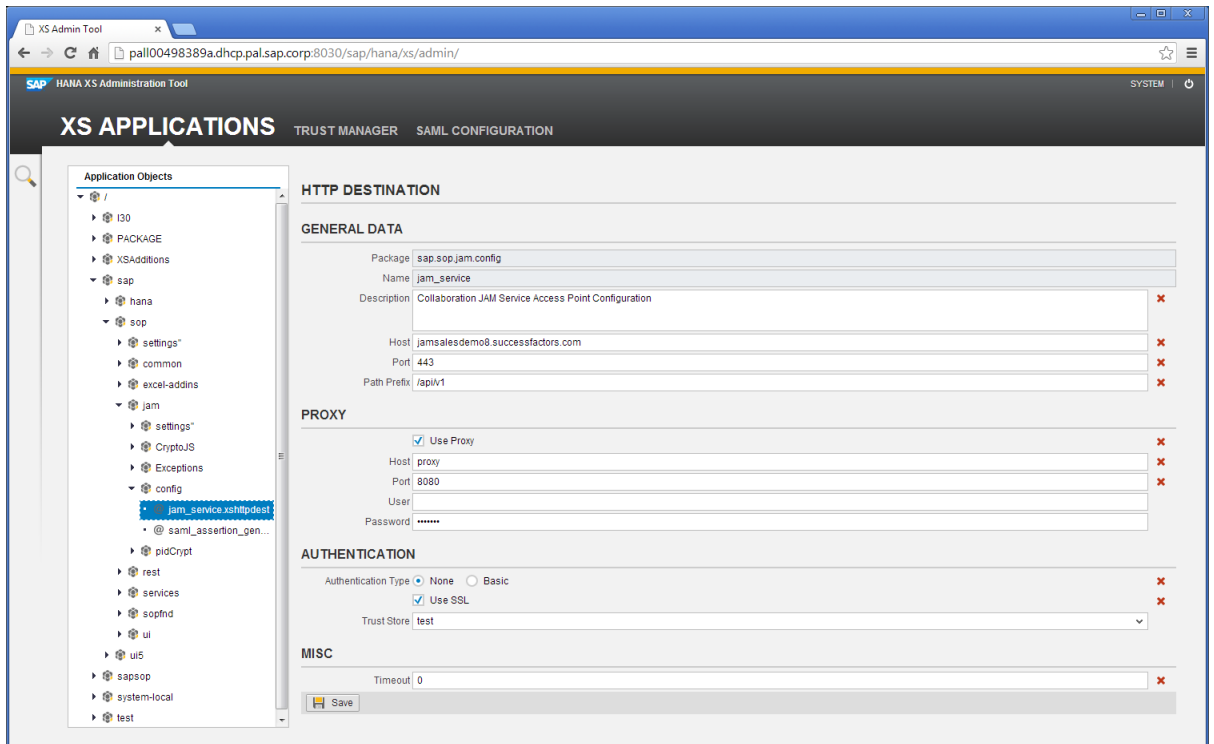 XS Admin Tool
pall00498389a.dhcp.pal.sap.corp:8030/sap/hana/xs/admin/
SAP HANA XS Administration Tool
SYSTEM |
XS APPLICATIONS TRUST MANAGER SAML CONFIGURATION
Application Objects
/
I30
PACKAGE
XSAdditions
sap
hana
sop
settings"
common
excel-addins
jam
settings"
CryptoJS
Exceptions
config
jam_service.xshttpdest
@ saml_assertion_gen...
pidCrypt
rest
services
sopfnd
ui
ui5
sapsop
system-local
test
HTTP DESTINATION
GENERAL DATA
Package sap.sop.jam.config
Name jam_service
Description Collaboration JAM Service Access Point Configuration
Host jamsalesdemo8.successfactors.com
Port 443
Path Prefix /api/v1
PROXY
Use Proxy
Host proxy
Port 8080
User
Password •••••••
AUTHENTICATION
Authentication Type None Basic
Use SSL
Trust Store test
MISC
Timeout 0
Save